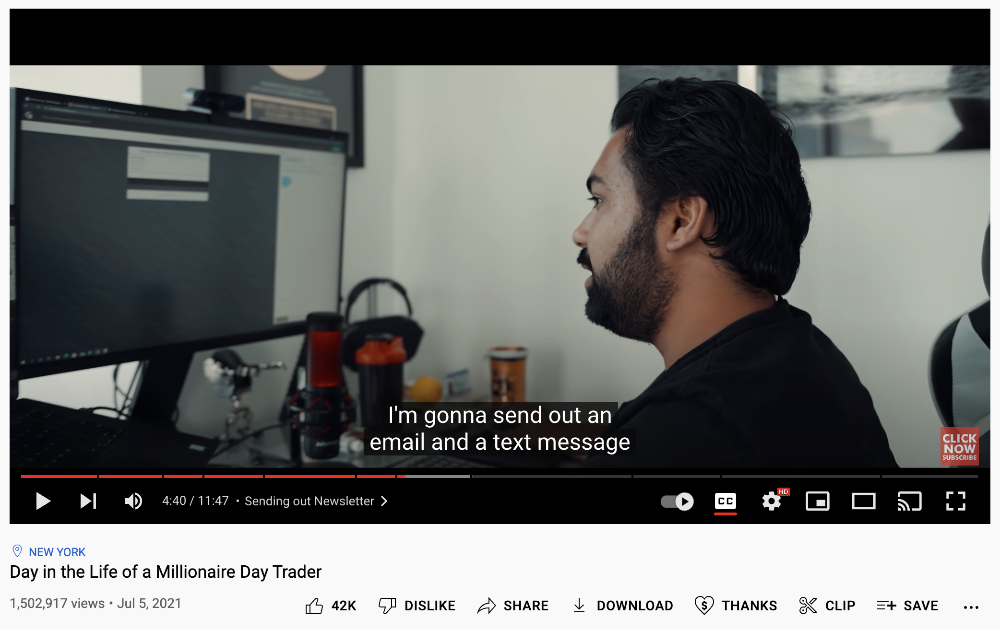 I'm gonna send out an
email and a text message
CLICK
NOW
SUBSCRIBE
4:40 / 11:47 • Sending out Newsletter
CC
HD
NEW YORK
Day in the Life of a Millionaire Day Trader
1,502,917 views • Jul 5, 2021
42K DISLIKE SHARE DOWNLOAD $ THANKS CLIP SAVE ...